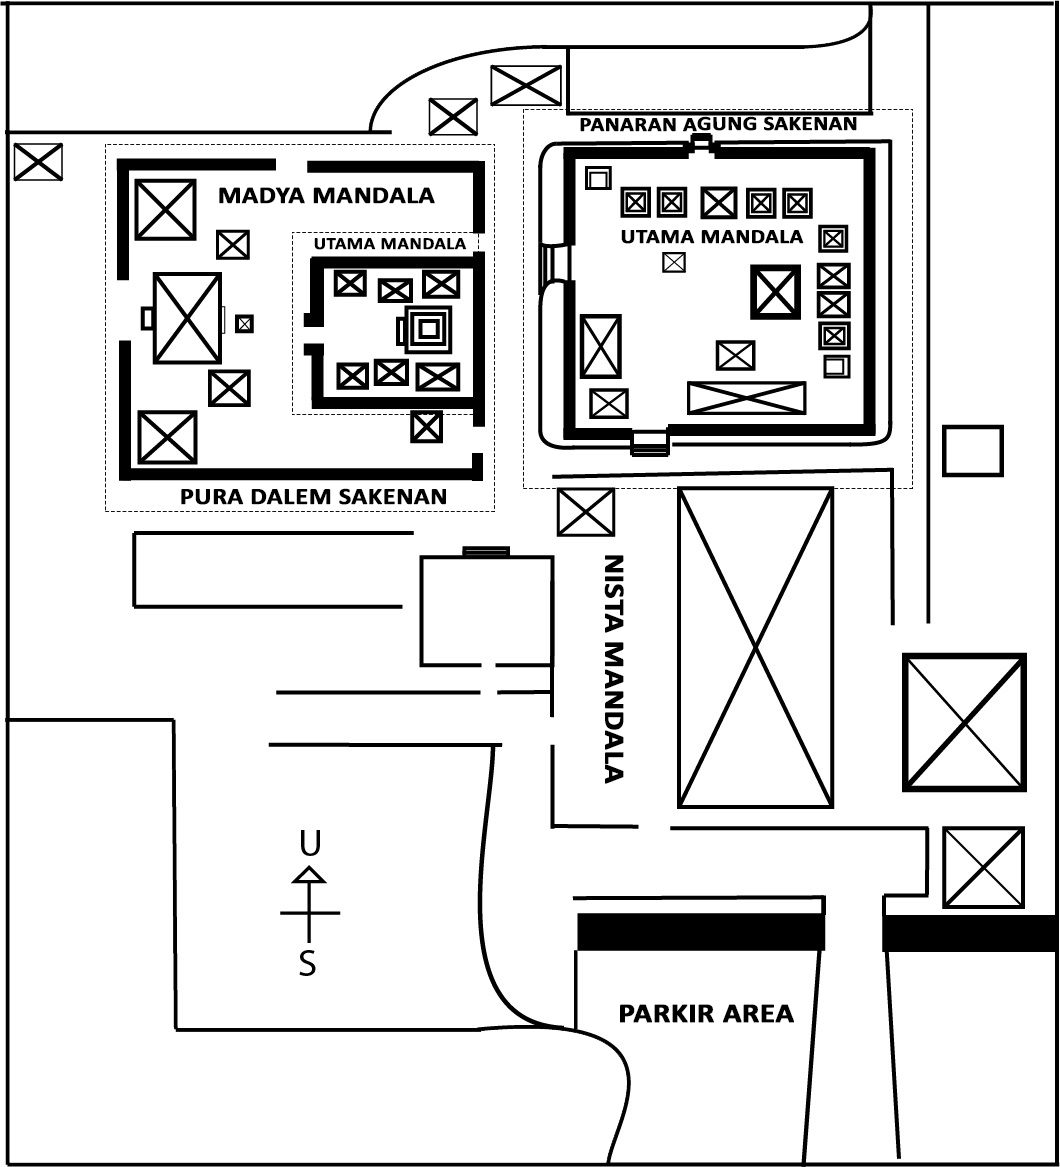 PANARAN AGUNG SAKENAN
MADYA MANDALA
UTAMA MANDALA
UTAMA MANDALA
PURA DALEM SAKENAN
NISTA MANDALA
U
S
PARKIR AREA